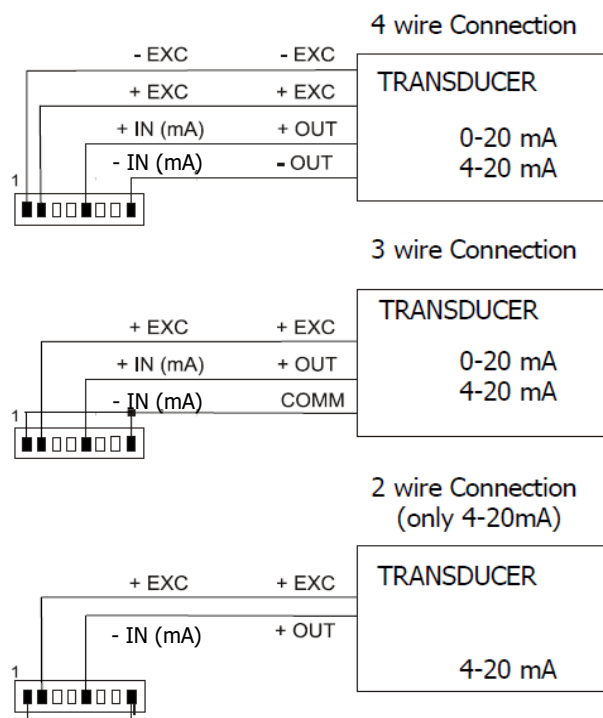 4 wire Connection
- EXC - EXC
TRANSDUCER
+ EXC + EXC
+ IN (mA) + OUT
0-20 mA
- IN (mA) - OUT
4-20 mA
1
3 wire Connection
TRANSDUCER
+ EXC + EXC
+ IN (mA) + OUT
0-20 mA
4-20 mA
- IN (mA) COMM
1
2 wire Connection
(only 4-20mA)
+ EXC + EXC
TRANSDUCER
- IN (mA) + OUT
4-20 mA
1